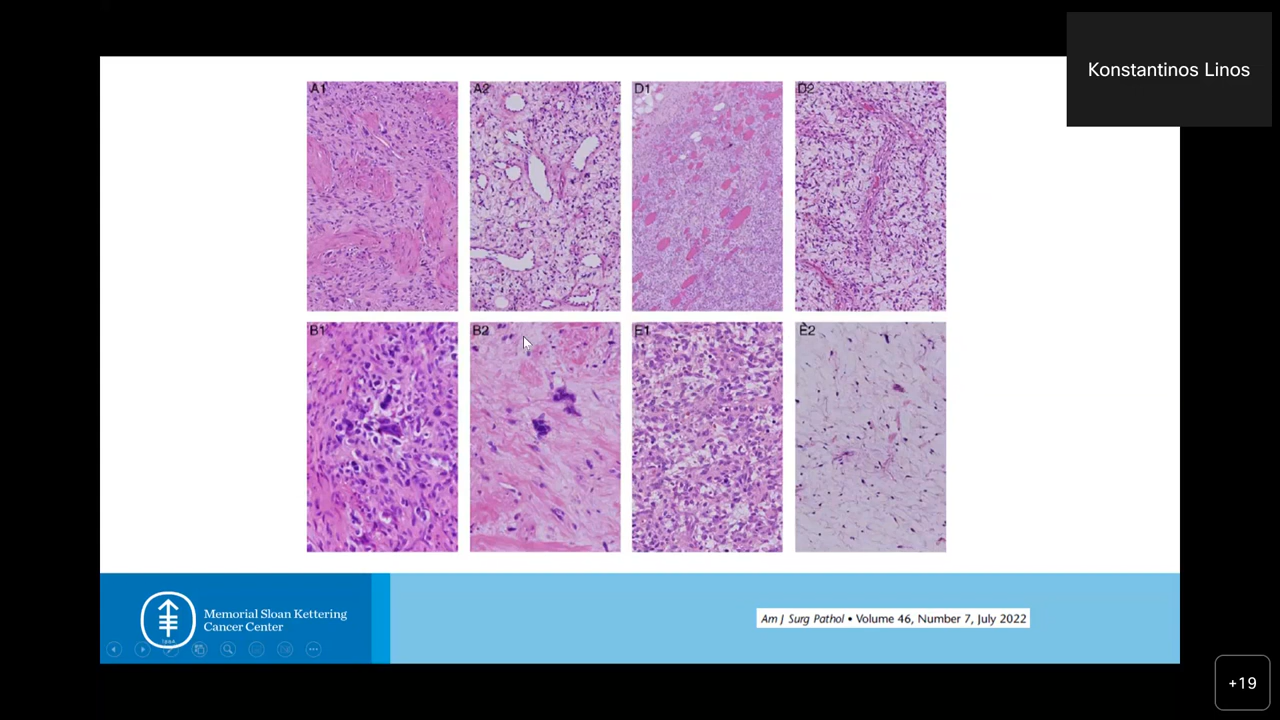 Konstantinos Linos
A1
A2
D1
D2
B1
B2
E1
E2
Memorial Sloan Kettering
Cancer Center
1884
Am J Surg Pathol • Volume 46, Number 7, July 2022
+19